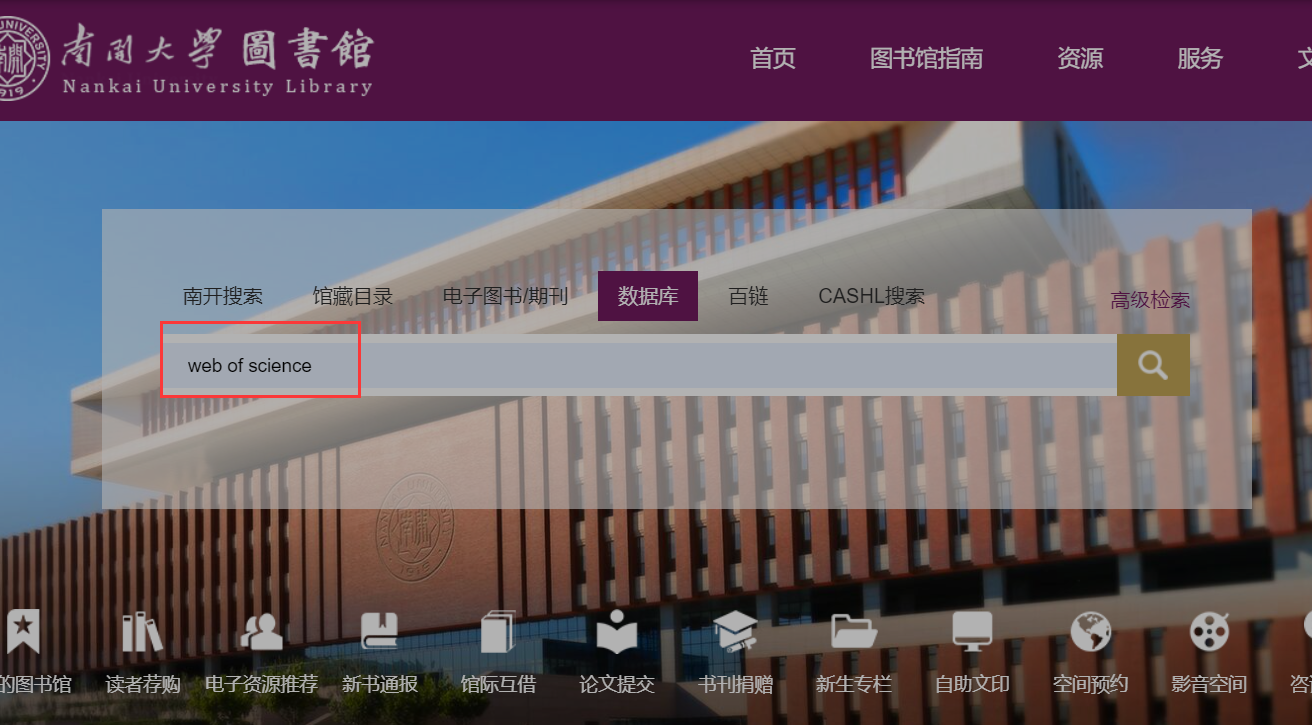 南開大學圖書館
Nankai University Library
1919
首页 图书馆指南 资源 服务
南开搜索 馆藏目录 电子图书/期刊 数据库 百链 CASHL搜索 高级检索
web of science
的图书馆 读者荐购 电子资源推荐 新书通报 馆际互借 论文提交 书刊捐赠 新生专栏 自助文印 空间预约 影音空间